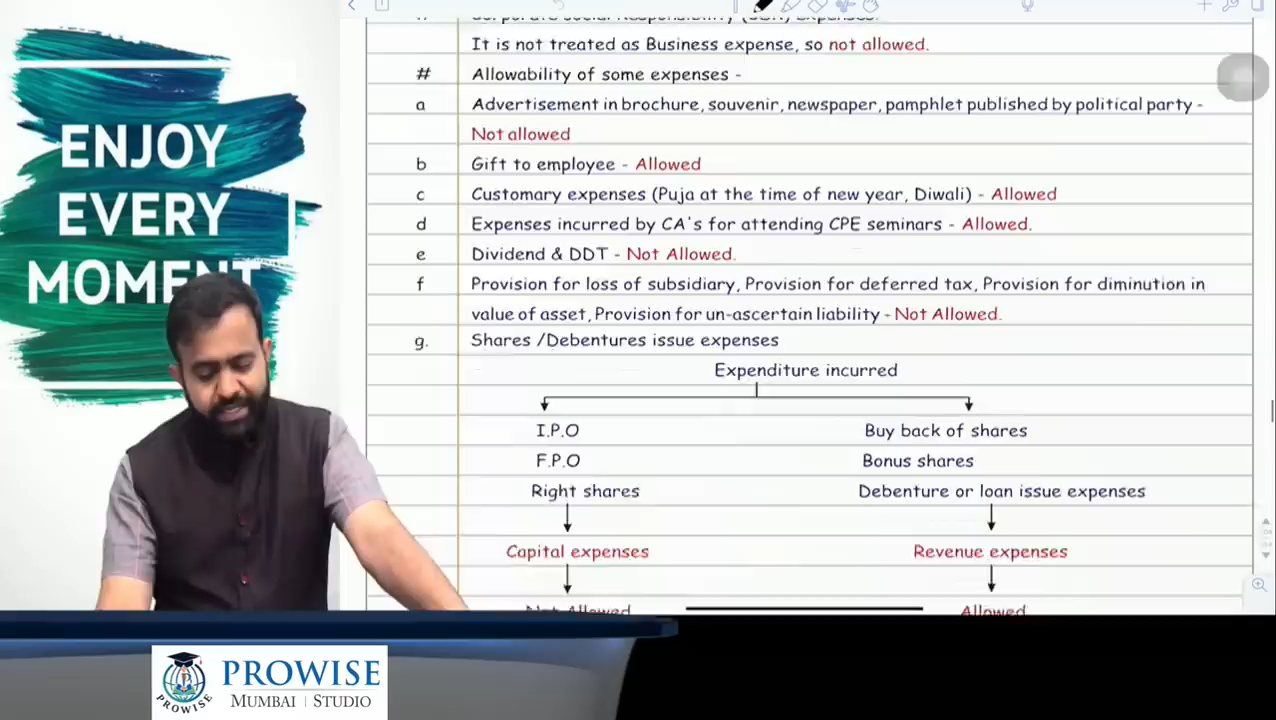 ENJOY
EVERY
MOMENT
It is not treated as Business expense, so not allowed.
# Allowability of some expenses -
a Advertisement in brochure, souvenir, newspaper, pamphlet published by political party -
Not allowed
b Gift to employee - Allowed
c Customary expenses (Puja at the time of new year, Diwali) - Allowed
d Expenses incurred by CA's for attending CPE seminars - Allowed.
e Dividend & DDT - Not Allowed.
f Provision for loss of subsidiary, Provision for deferred tax, Provision for diminution in
value of asset, Provision for un-ascertain liability - Not Allowed.
g. Shares /Debentures issue expenses
Expenditure incurred
I.P.O Buy back of shares
F.P.O Bonus shares
Right shares Debenture or loan issue expenses
Capital expenses Revenue expenses
Not Allowed Allowed
PROWISE
MUMBAI | STUDIO
PROWISE